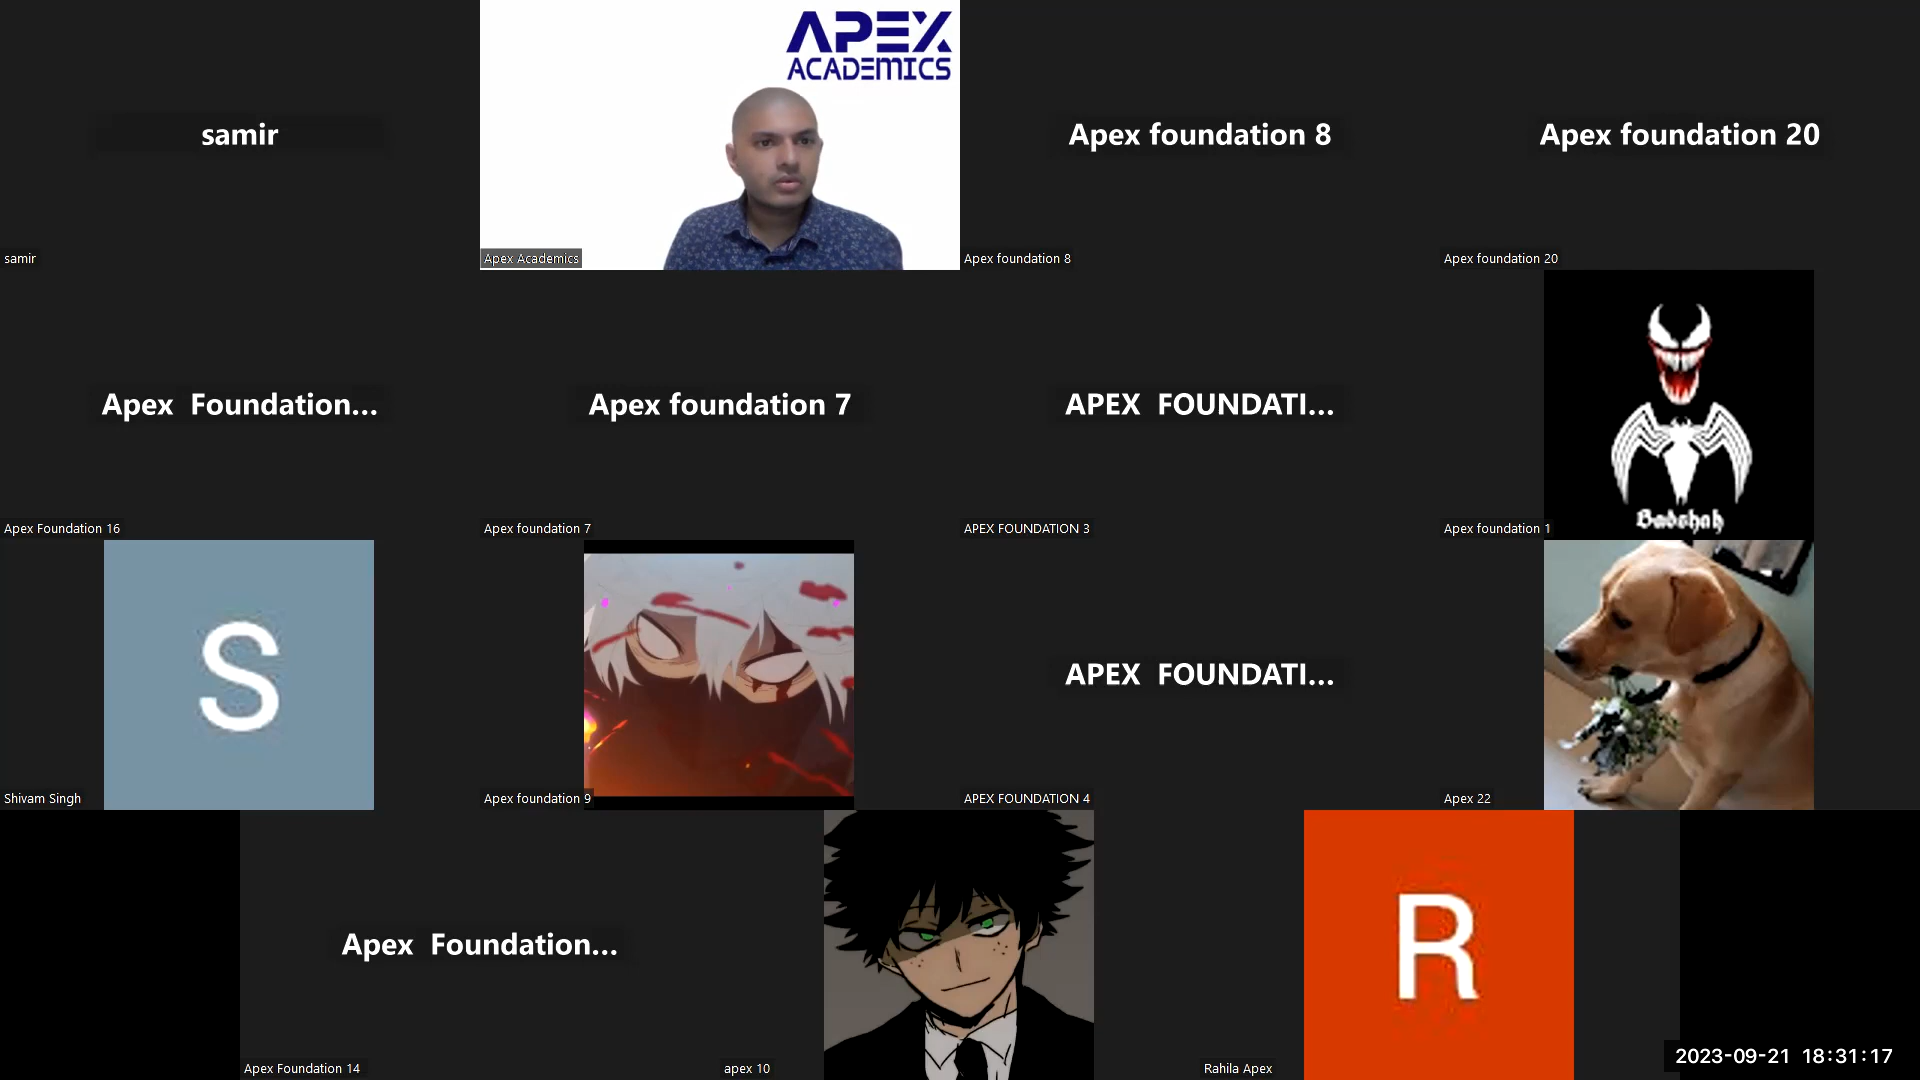 samir
samir
APEX
ACADEMICS
Apex Academics
Apex foundation 8
Apex foundation 8
Apex foundation 20
Apex foundation 20
Apex Foundation...
Apex Foundation 16
Apex foundation 7
Apex foundation 7
APEX FOUNDATI...
APEX FOUNDATION 3
Badshah
Apex foundation 1
S
Shivam Singh
Apex foundation 9
APEX FOUNDATI...
APEX FOUNDATION 4
Apex 22
Apex Foundation...
Apex Foundation 14
apex 10
R
Rahila Apex
2023-09-21 18:31:17